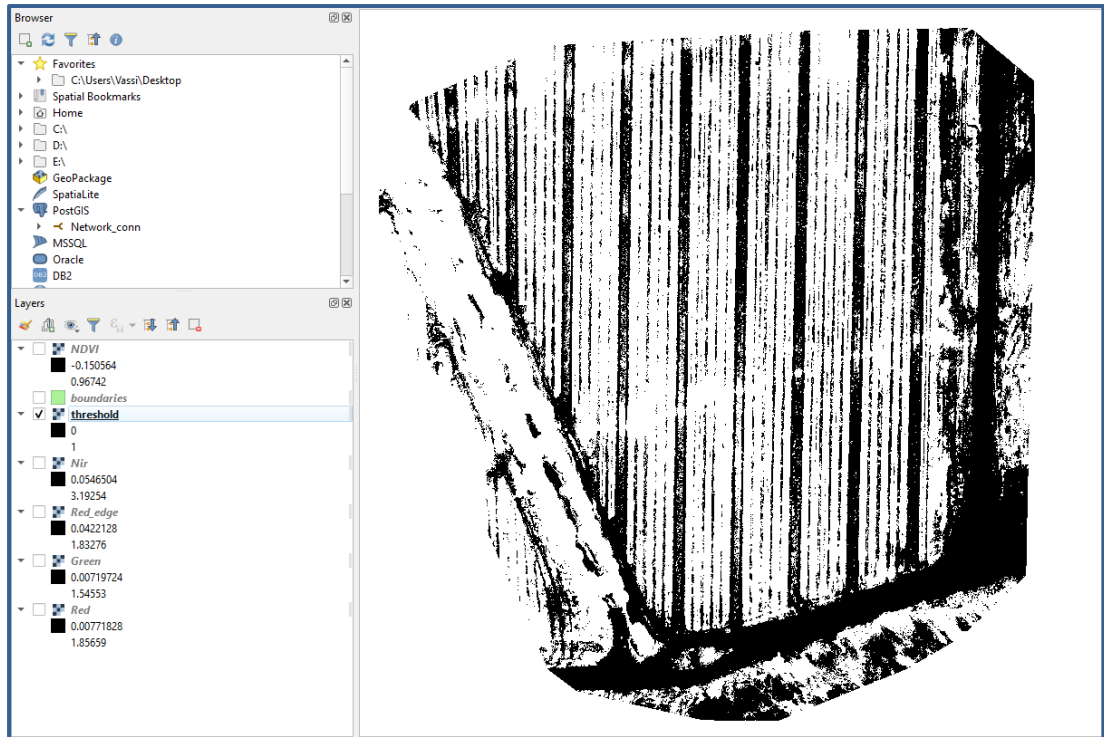 Browser
Favorites
C:\Users\Vassi\Desktop
Spatial Bookmarks
Home
C:\
D:\
E:\
GeoPackage
SpatiaLite
PostGIS
Network_conn
MSSQL
Oracle
DB2
DB2
Layers
NDVI
-0.150564
0.96742
boundaries
threshold
0
1
Nir
0.0546504
3.19254
Red_edge
0.0422128
1.83276
Green
0.00719724
1.54553
Red
0.00771828
1.85659